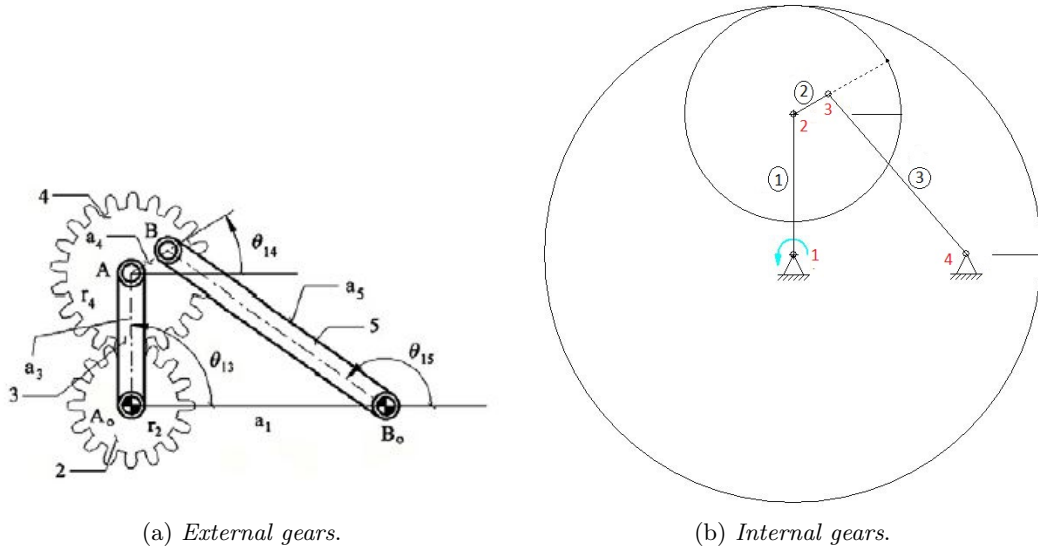 4
B
θ14
a4
A
r4
a5
5
a3
θ13
θ15
3
Ao
r2
a1
Bo
2
2
3
2
1
3
1
4
(a) External gears.
(b) Internal gears.